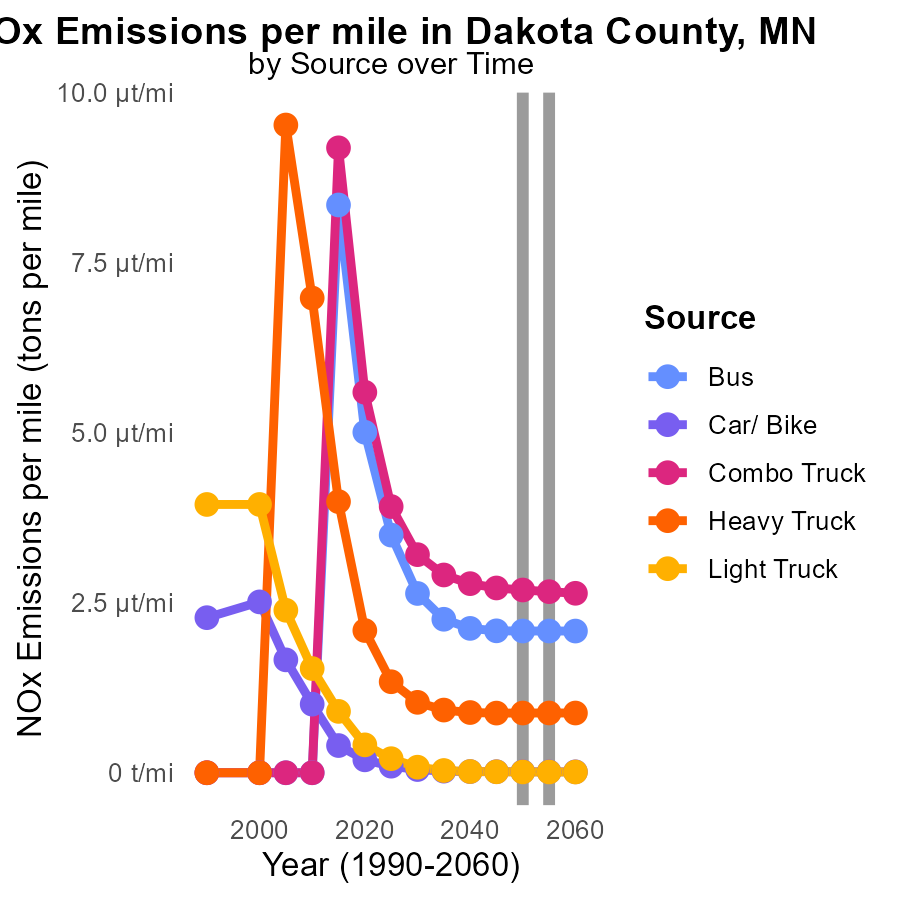 Ox Emissions per mile in Dakota County, MN
by Source over Time
NOx Emissions per mile (tons per mile)
10.0 µt/mi
7.5 µt/mi
5.0 µt/mi
2.5 µt/mi
0 t/mi
2000
2020
2040
2060
Year (1990-2060)
Source
Bus
Car/ Bike
Combo Truck
Heavy Truck
Light Truck